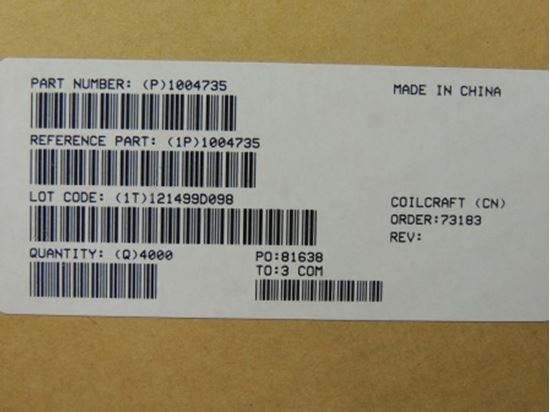 PART NUMBER: (P)1004735
MADE IN CHINA
REFERENCE PART: (1P)1004735
LOT CODE: (1T)121499D098
COILCRAFT (CN)
ORDER:73183
REV:
QUANTITY: (Q)4000
PO:81638
TO:3 COM